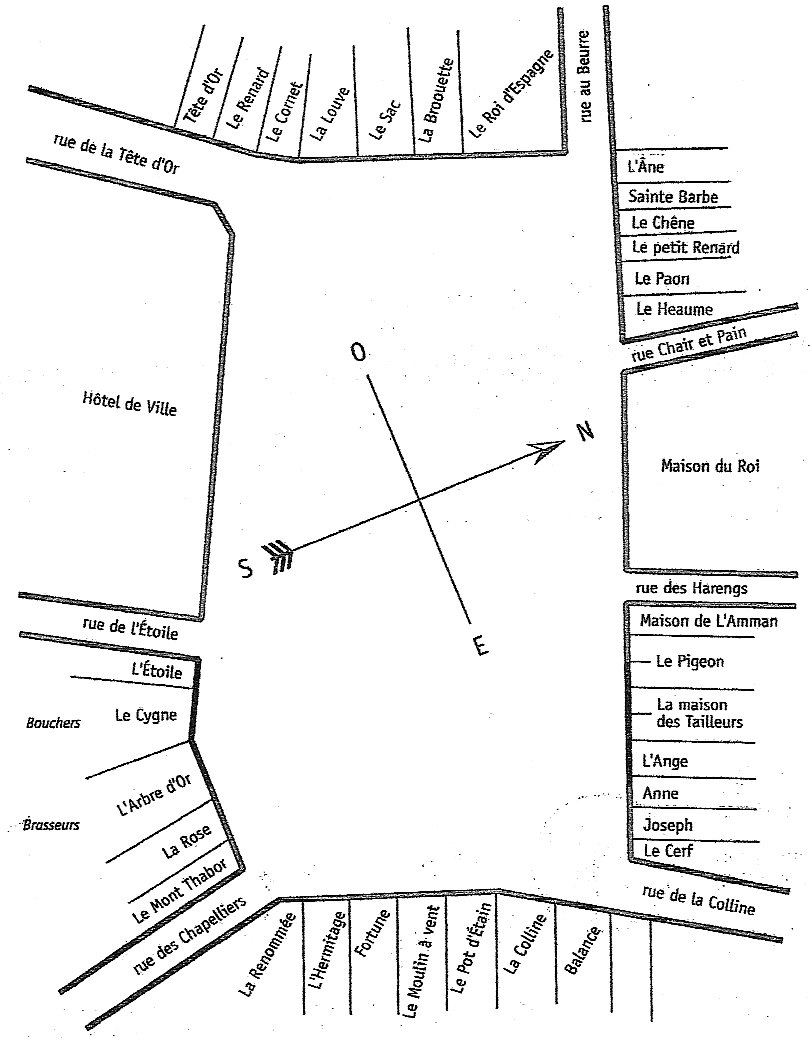 Tête d'Or
Le Renard
Le Cornet
La Louve
Le Sac
La Broouette
Le Roi d'Espagne
rue au Beurre
rue de la Tête d'Or
L'Âne
Sainte Barbe
Le Chêne
Le petit Renard
Le Paon
Le Heaume
rue Chair et Pain
O
N
S
E
Hôtel de Ville
Maison du Roi
rue des Harengs
rue de l'Étoile
Maison de L'Amman
L'Étoile
Le Pigeon
Bouchers
Le Cygne
La maison
des Tailleurs
L'Arbre d'Or
L'Ange
Anne
Brasseurs
La Rose
Joseph
Le Cerf
Le Mont Thabor
rue de la Colline
rue des Chapelliers
La Renommée
L'Hermitage
Fortune
Le Moulin à vent
Le Pot d'Étain
La Colline
Balance